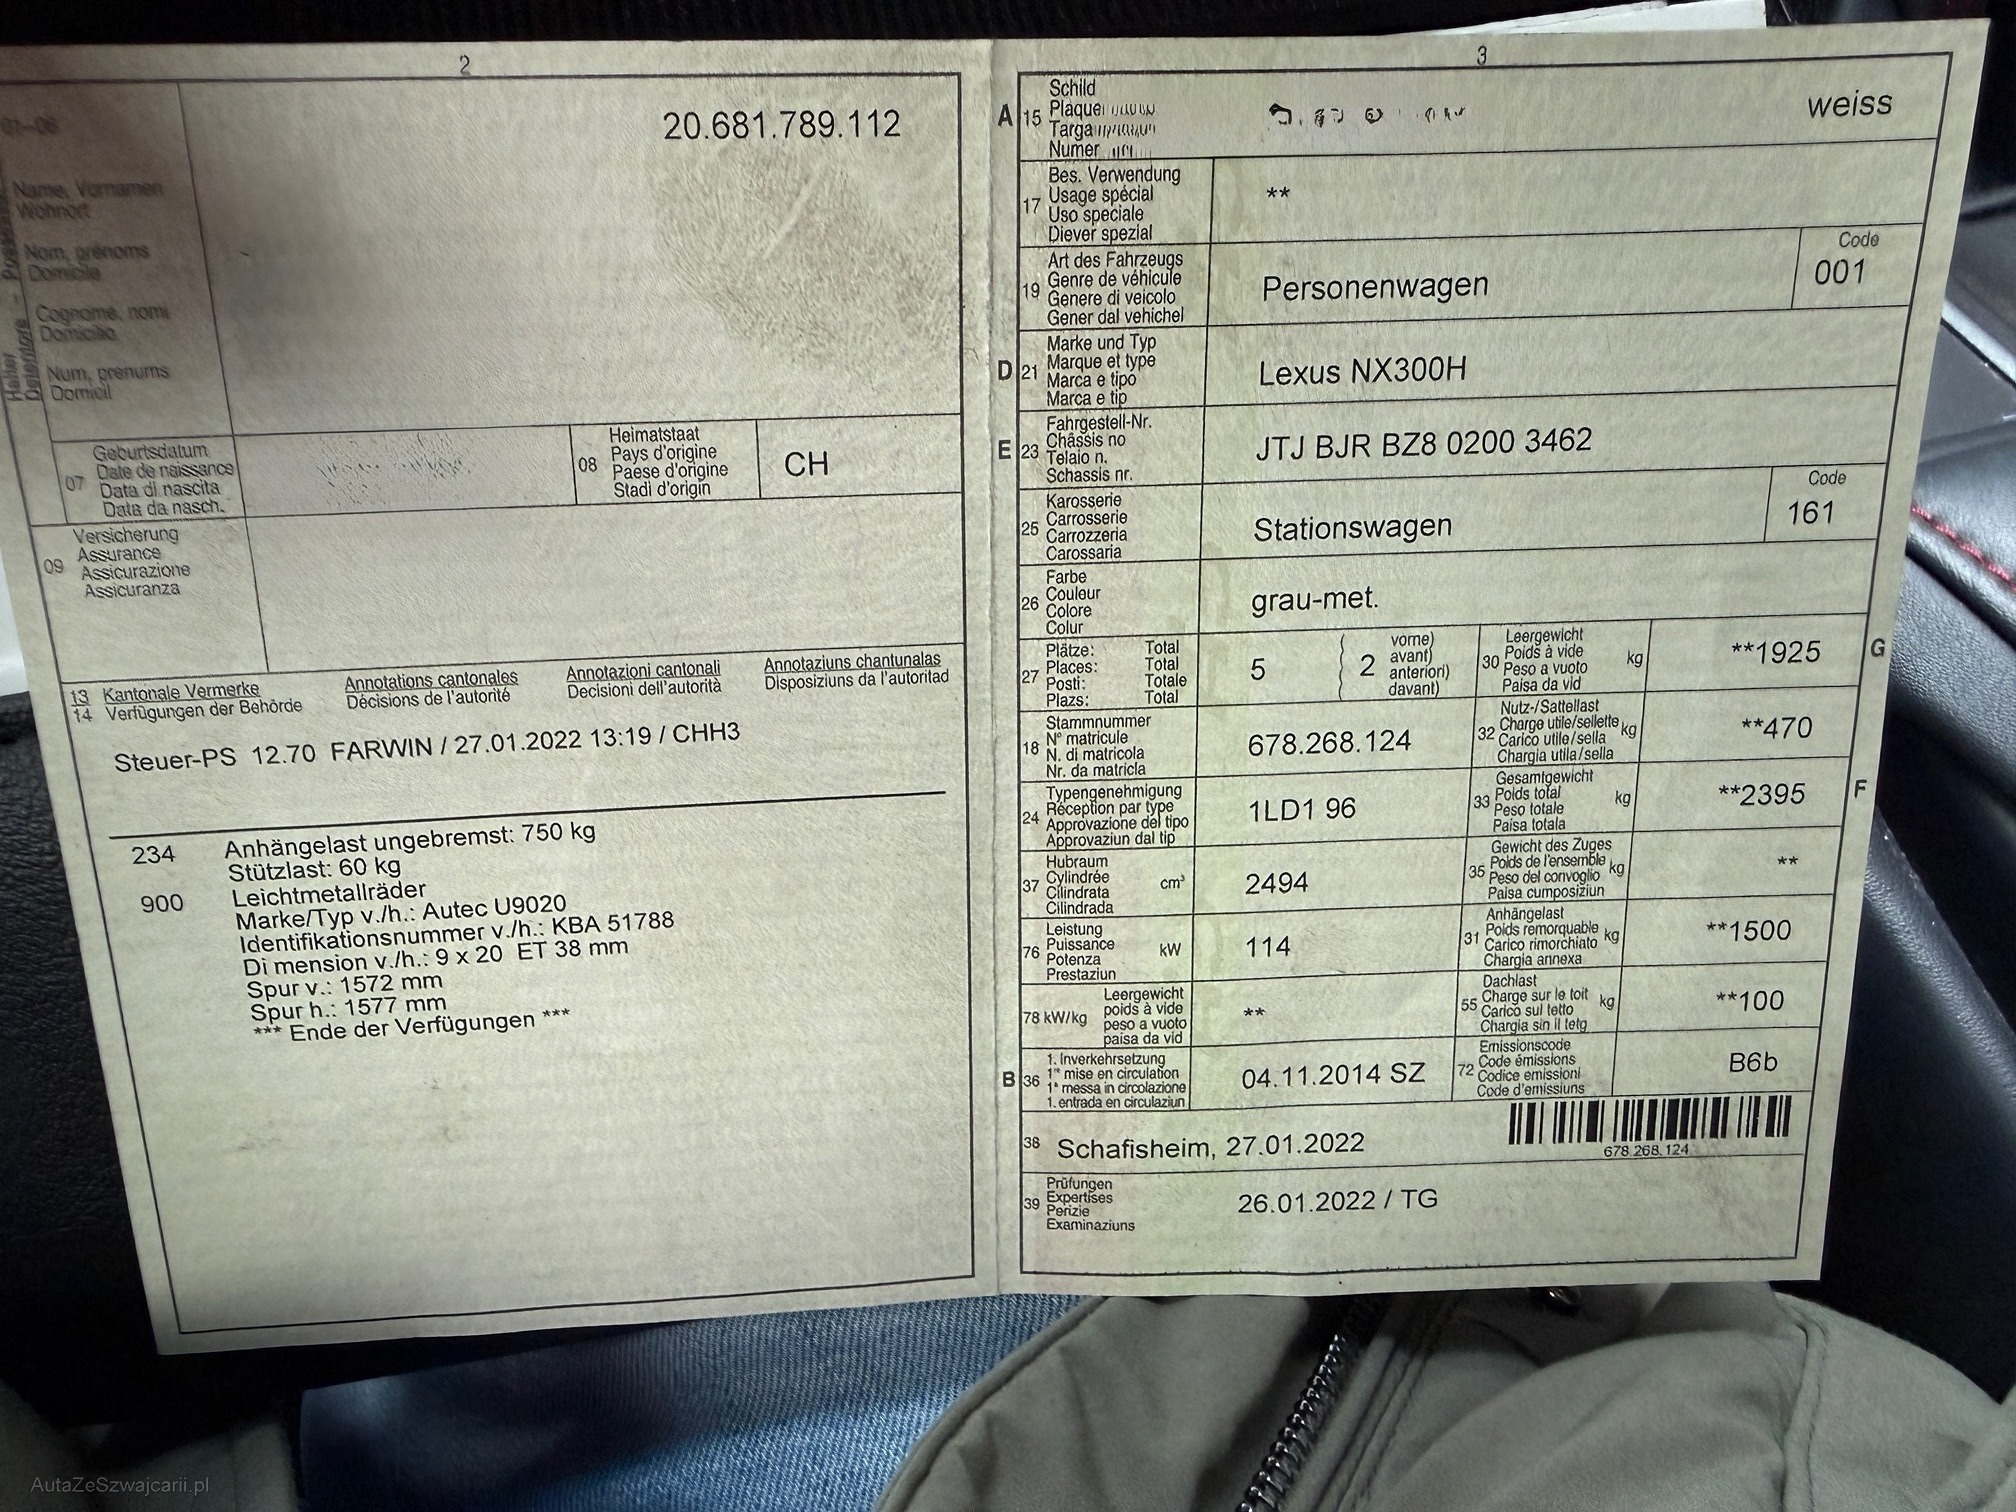 2
20.681.789.112
01–06
Name, Vornamen
Wohnort
Nom, prénoms
Domicile
Cognome, nomi
Domicilio
Num, prenums
Domicil
07
Geburtsdatum
Date de naissance
Data di nascita
Data da nasch.
08
Heimatstaat
Pays d'origine
Paese d'origine
Stadi d'origin
CH
09
Versicherung
Assurance
Assicurazione
Assicuranza
13 Kantonale Vermerke
14 Verfügungen der Behörde
Annotations cantonales
Décisions de l'autorité
Annotazioni cantonali
Decisioni dell'autorità
Annotaziuns chantunalas
Disposiziuns da l'autoritad
Steuer-PS 12.70 FARWIN / 27.01.2022 13:19 / CHH3
234 Anhängelast ungebremst: 750 kg
Stützlast: 60 kg
900 Leichtmetallräder
Marke/Typ v./h.: Autec U9020
Identifikationsnummer v./h.: KBA 51788
Di mension v./h.: 9 x 20 ET 38 mm
Spur v.: 1572 mm
Spur h.: 1577 mm
*** Ende der Verfügungen ***
3
A 15
Schild
Plaque
Targa
Numer
weiss
17
Bes. Verwendung
Usage spécial
Uso speciale
Diever spezial
**
19
Art des Fahrzeugs
Genre de véhicule
Genere di veicolo
Gener dal vehichel
Personenwagen
Code
001
D 21
Marke und Typ
Marque et type
Marca e tipo
Marca e tip
Lexus NX300H
E 23
Fahrgestell-Nr.
Châssis no
Telaio n.
Schassis nr.
JTJ BJR BZ8 0200 3462
25
Karosserie
Carrosserie
Carrozzeria
Carossaria
Stationswagen
Code
161
26
Farbe
Couleur
Colore
Colur
grau-met.
27
Plätze: Total
Places: Total
Posti: Totale
Plazs: Total
5
2
vorne)
avant)
anteriori)
davant)
30
Leergewicht
Poids à vide
Peso a vuoto
Paisa da vid
kg
**1925
G
18
Stammnummer
N° matricule
N. di matricola
Nr. da matricla
678.268.124
32
Nutz-/Sattellast
Charge utile/sellette
Carico utile/sella
Chargia utila/sella
kg
**470
24
Typengenehmigung
Réception par type
Approvazione del tipo
Approvaziun dal tip
1LD1 96
33
Gesamtgewicht
Poids total
Peso totale
Paisa totala
kg
**2395
F
37
Hubraum
Cylindrée
Cilindrata
Cilindrada
cm³
2494
35
Gewicht des Zuges
Poids de l'ensemble
Peso del convoglio
Paisa cumposiziun
kg
**
76
Leistung
Puissance
Potenza
Prestaziun
kW
114
31
Anhängelast
Poids remorquable
Carico rimorchiato
Chargia annexa
kg
**1500
78 kW/kg
Leergewicht
poids à vide
peso a vuoto
paisa da vid
**
55
Dachlast
Charge sur le toit
Carico sul tetto
Chargia sin il tetg
kg
**100
B 36
1. Inverkehrsetzung
1re mise en circulation
1a messa in circolazione
1. entrada en circulaziun
04.11.2014 SZ
72
Emissionscode
Code émissions
Codice emissioni
Code d'emissiuns
B6b
38 Schafisheim, 27.01.2022
678.268.124
39
Prüfungen
Expertises
Perizie
Examinaziuns
26.01.2022 / TG
AutaZeSzwajcarii.pl